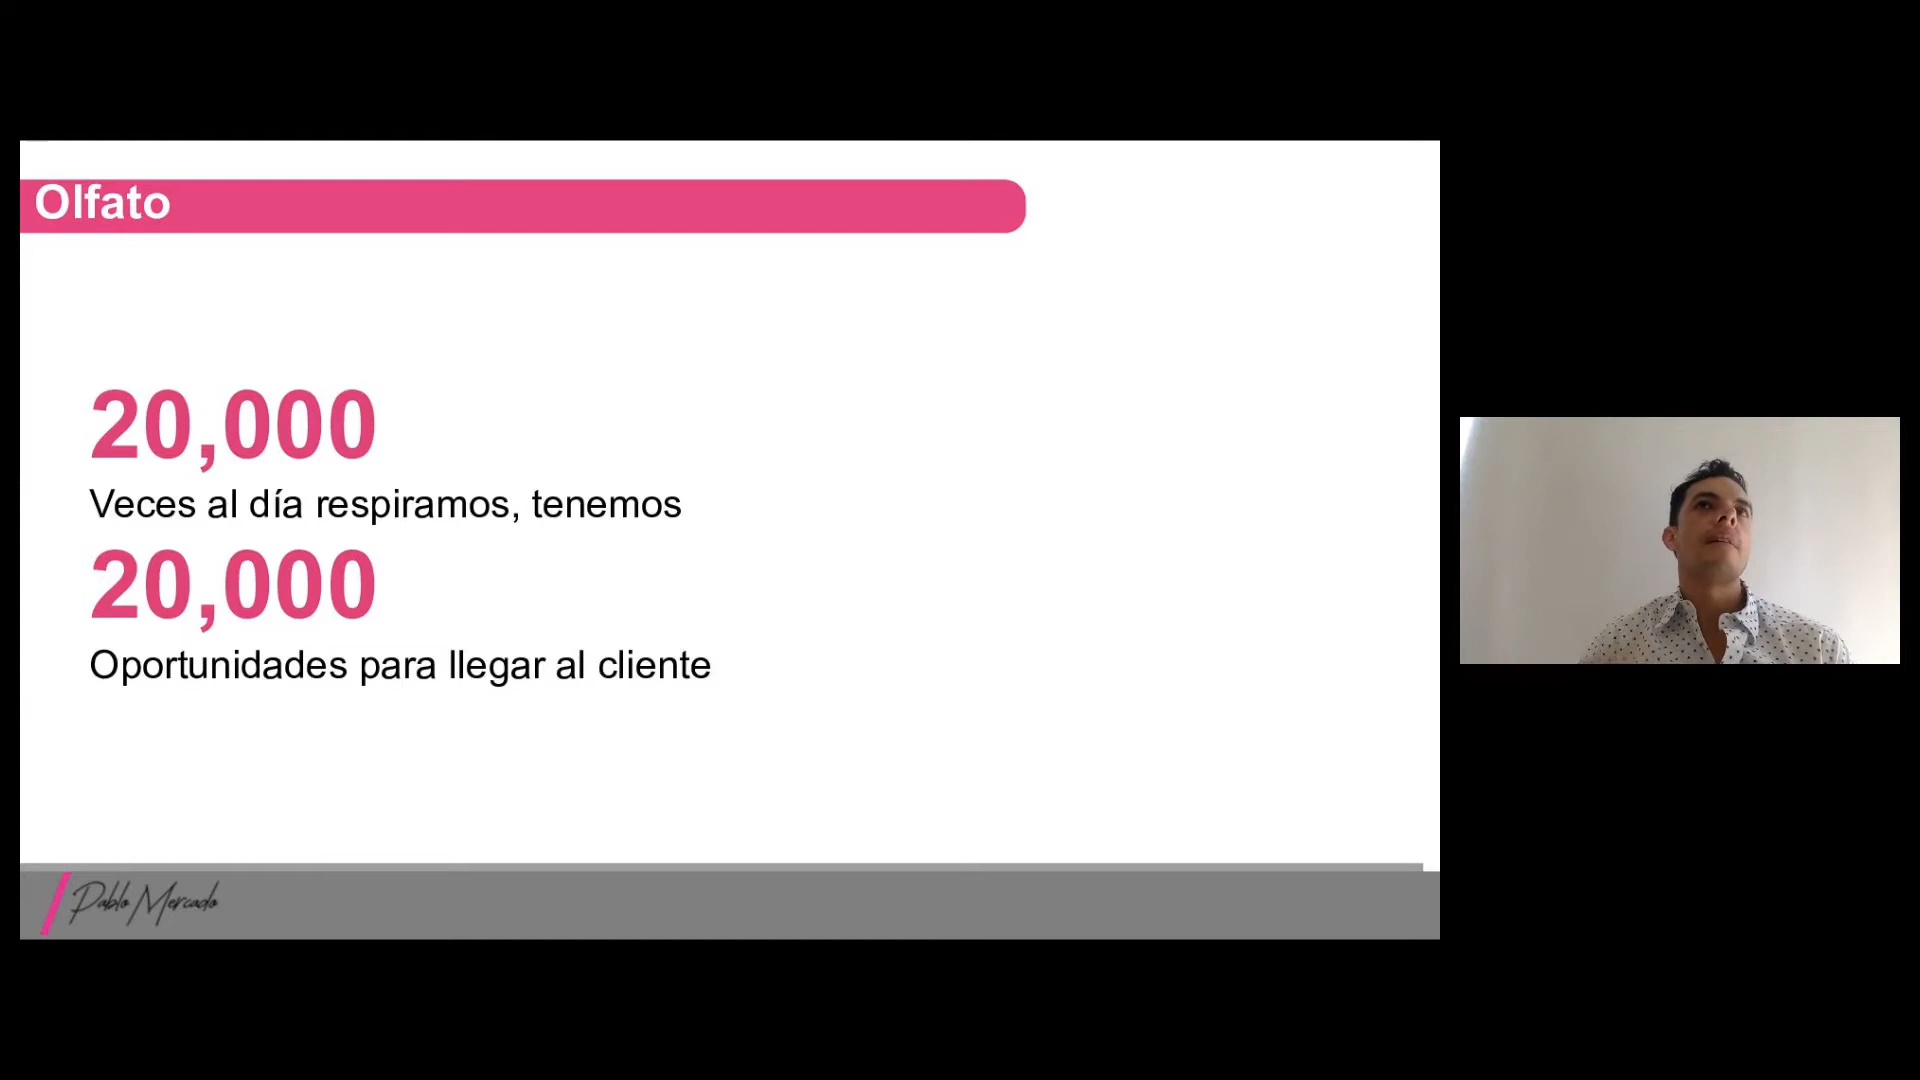 Olfato
20,000
Veces al día respiramos, tenemos
20,000
Oportunidades para llegar al cliente
Pablo Mercado